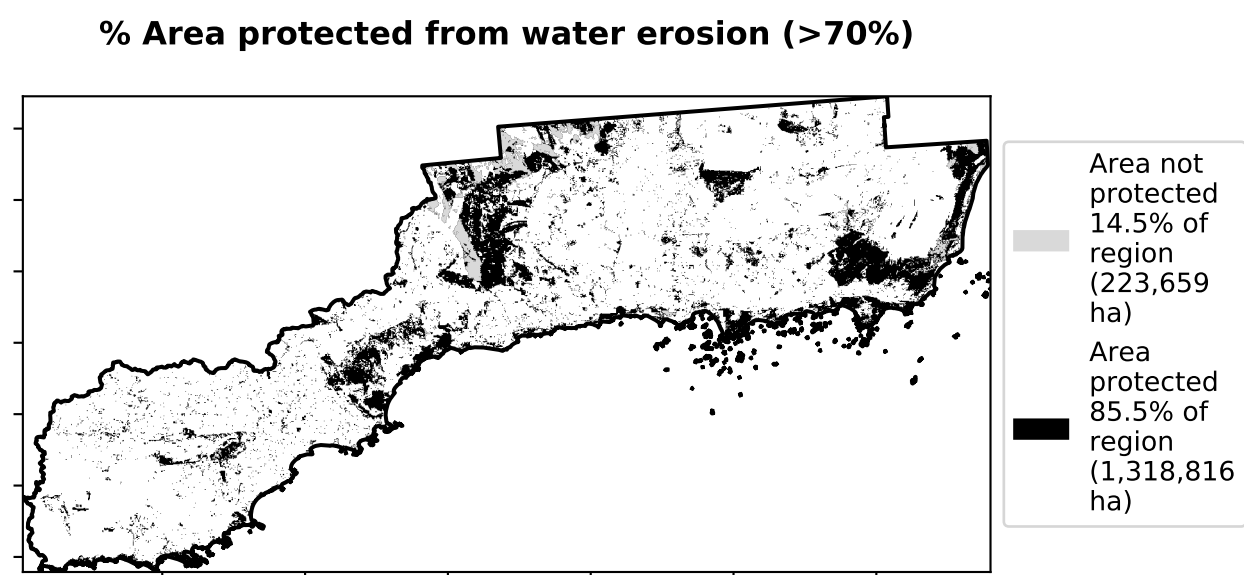 % Area protected from water erosion (>70%)
Area not
protected
14.5% of
region
(223,659
ha)
Area
protected
85.5% of
region
(1,318,816
ha)